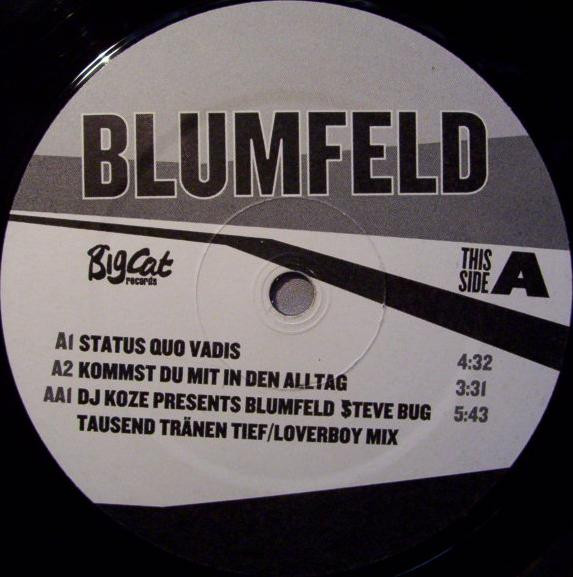 BLUMFELD
BigCat
records
THIS
SIDE A
A1 STATUS QUO VADIS 4:32
A2 KOMMST DU MIT IN DEN ALLTAG 3:31
AA1 DJ KOZE PRESENTS BLUMFELD $TEVE BUG 5:43
TAUSEND TRÄNEN TIEF/LOVERBOY MIX